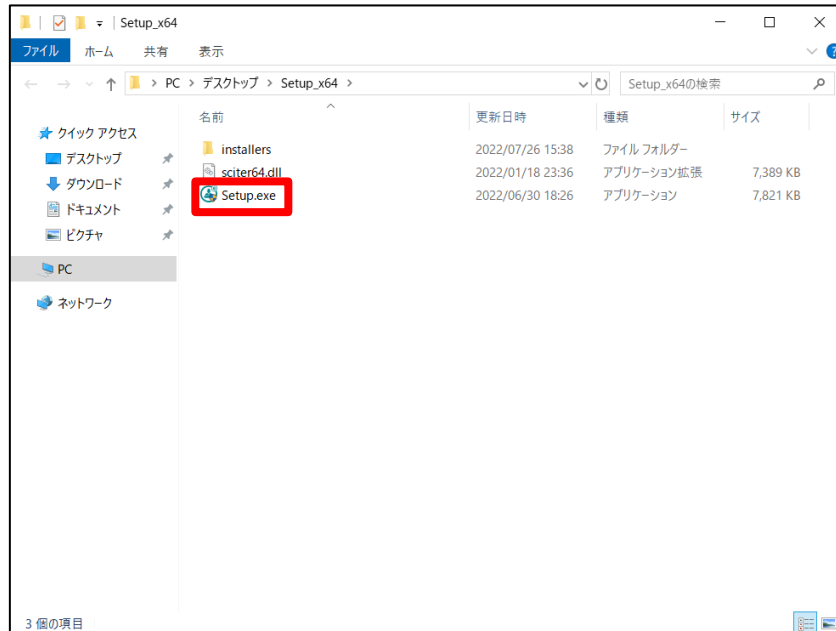 Setup_x64
ファイル ホーム 共有 表示
PC > デスクトップ > Setup_x64 > Setup_x64の検索
名前 更新日時 種類 サイズ
クイック アクセス
installers 2022/07/26 15:38 ファイル フォルダー
デスクトップ
sciter64.dll 2022/01/18 23:36 アプリケーション拡張 7,389 KB
ダウンロード
Setup.exe 2022/06/30 18:26 アプリケーション 7,821 KB
ドキュメント
ピクチャ
PC
ネットワーク
3 個の項目